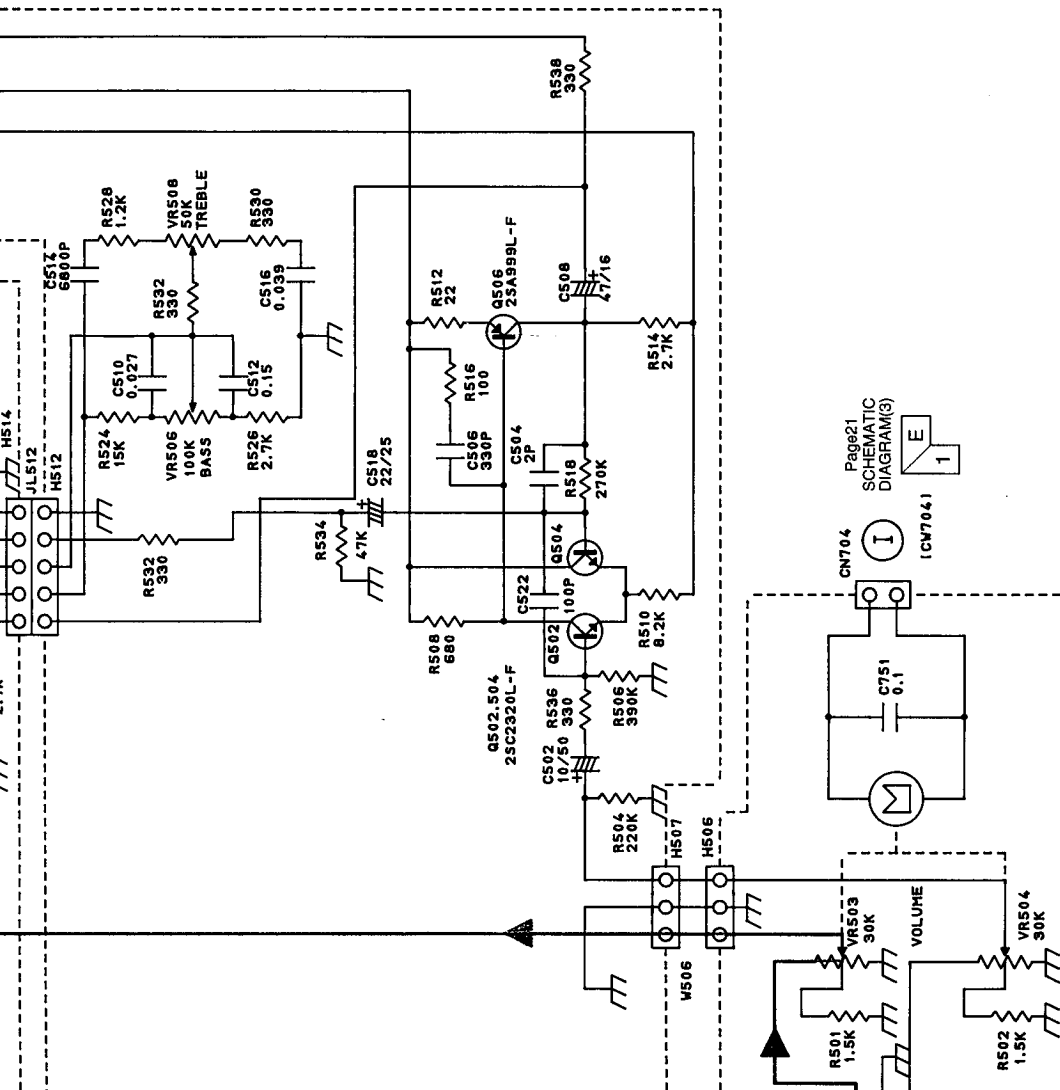 R538
330
R528
1.2K
VR508
50K
TREBLE
R530
330
C514
6800P
R532
330
C516
0.039
R512
22
Q506
2SA999L-F
C508
+
47/16
C510
0.027
C512
0.15
R516
100
R514
2.7K
H514
R524
15K
VR506
100K
BASS
R526
2.7K
C506
330P
C504
2P
R518
270K
JL512
H512
C518
22/25
+
R534
47K
R532
330
Q504
C522
100P
Q502
R510
8.2K
R508
680
Q502.504
2SC2320L-F
R536
330
R506
390K
C502
10/50
+
R504
220K
H507
H506
W506
Page21
SCHEMATIC
DIAGRAM(3)
E
1
CN704
I
(CW704)
C751
0.1
M
VR503
30K
VOLUME
VR504
30K
R501
1.5K
R502
1.5K